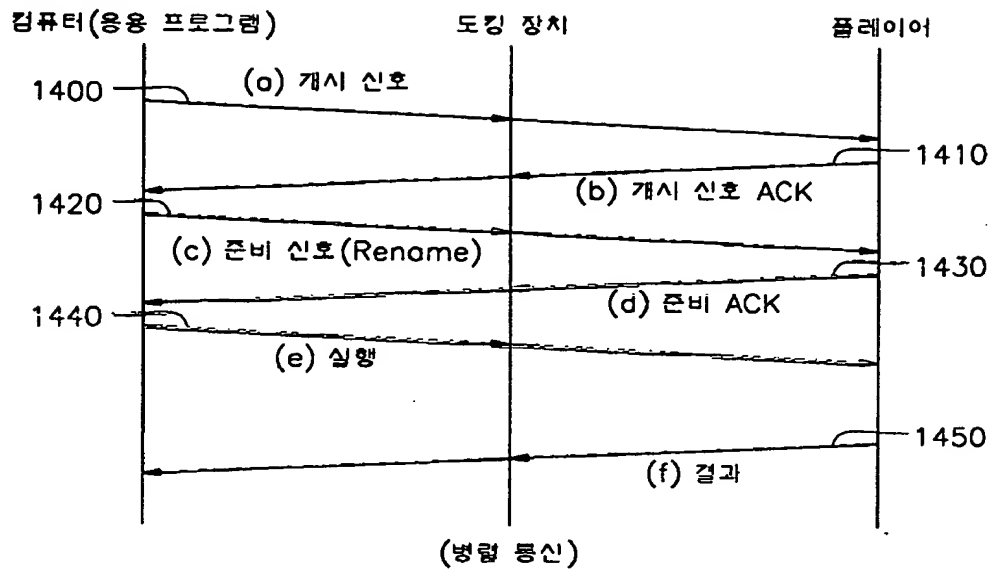 컴퓨터(응용 프로그램)
도킹 장치
플레이어
(a) 개시 신호
1400
1410
(b) 개시 신호 ACK
1420
(c) 준비 신호(Rename)
1430
(d) 준비 ACK
1440
(e) 실행
1450
(f) 결과
(병렬 통신)